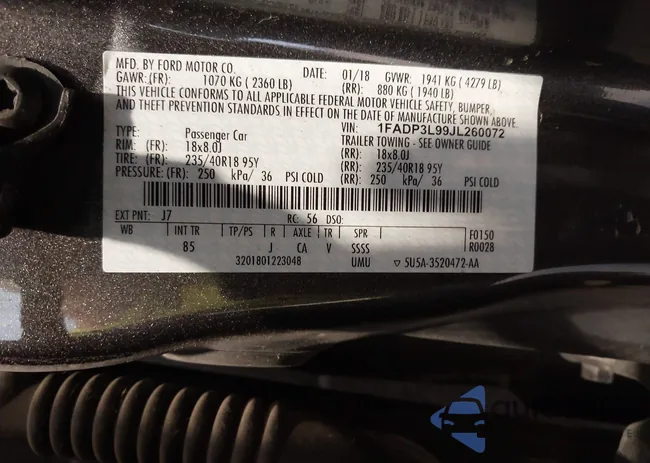 MFD. BY FORD MOTOR CO.
DATE: 01/18 GVWR: 1941 KG ( 4279 LB)
GAWR: (FR): 1070 KG ( 2360 LB) (RR): 880 KG ( 1940 LB)
THIS VEHICLE CONFORMS TO ALL APPLICABLE FEDERAL MOTOR VEHICLE SAFETY, BUMPER,
AND THEFT PREVENTION STANDARDS IN EFFECT ON THE DATE OF MANUFACTURE SHOWN ABOVE.
VIN: 1FADP3L99JL260072
TYPE: Passenger Car TRAILER TOWING - SEE OWNER GUIDE
RIM: (FR): 18x8.0J (RR): 18x8.0J
TIRE: (FR): 235/40R18 95Y (RR): 235/40R18 95Y
PRESSURE: (FR): 250 kPa/ 36 PSI COLD (RR): 250 kPa/ 36 PSI COLD
EXT PNT: J7 RC: 56 DSO: F0150
WB INT TR TP/PS R AXLE TR SPR R0028
85 J CA V SSSS
3201801223048 UMU ▽ 5U5A-3520472-AA